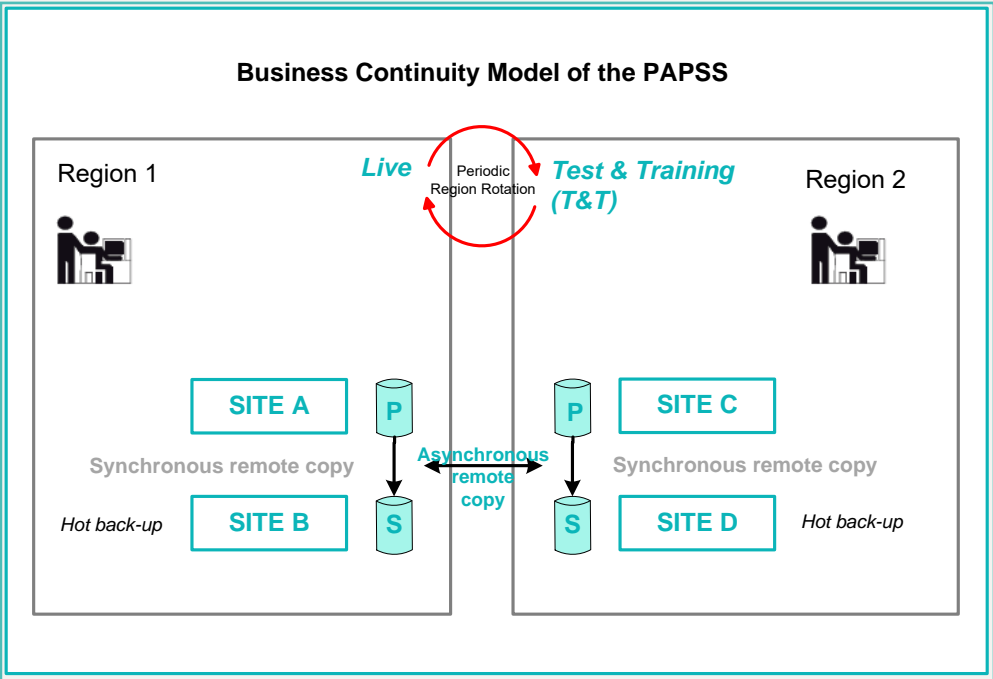 Business Continuity Model of the PAPSS
Region 1
Live
Periodic
Region Rotation
Test & Training
(T&T)
Region 2
SITE A
P
P
SITE C
Synchronous remote copy
Asynchronous
remote
copy
Synchronous remote copy
Hot back-up
SITE B
S
S
SITE D
Hot back-up